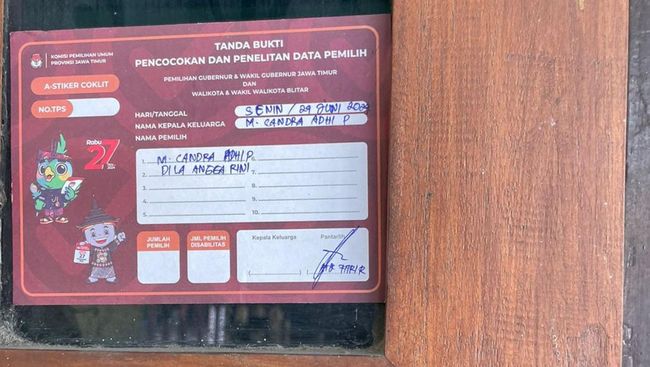 KOMISI PEMILIHAN UMUM
PROVINSI JAWA TIMUR
TANDA BUKTI
PENCOCOKAN DAN PENELITAN DATA PEMILIH
PEMILIHAN GUBERNUR & WAKIL GUBERNUR JAWA TIMUR
DAN
WALIKOTA & WAKIL WALIKOTA BLITAR
A-STIKER COKLIT
NO.TPS
HARI/TANGGAL SENIN / 29 JUNI
NAMA KEPALA KELUARGA M. CANDRA ADHI P
NAMA PEMILIH
1. M. CANDRA ADHI P 6.
2. DILA ANGGA RINI 7.
3. 8.
4. 9.
5. 10.
Rabu
27
JUMLAH PEMILIH
JML. PEMILIH DISABILITAS
Kepala Keluarga Pantarlih
27